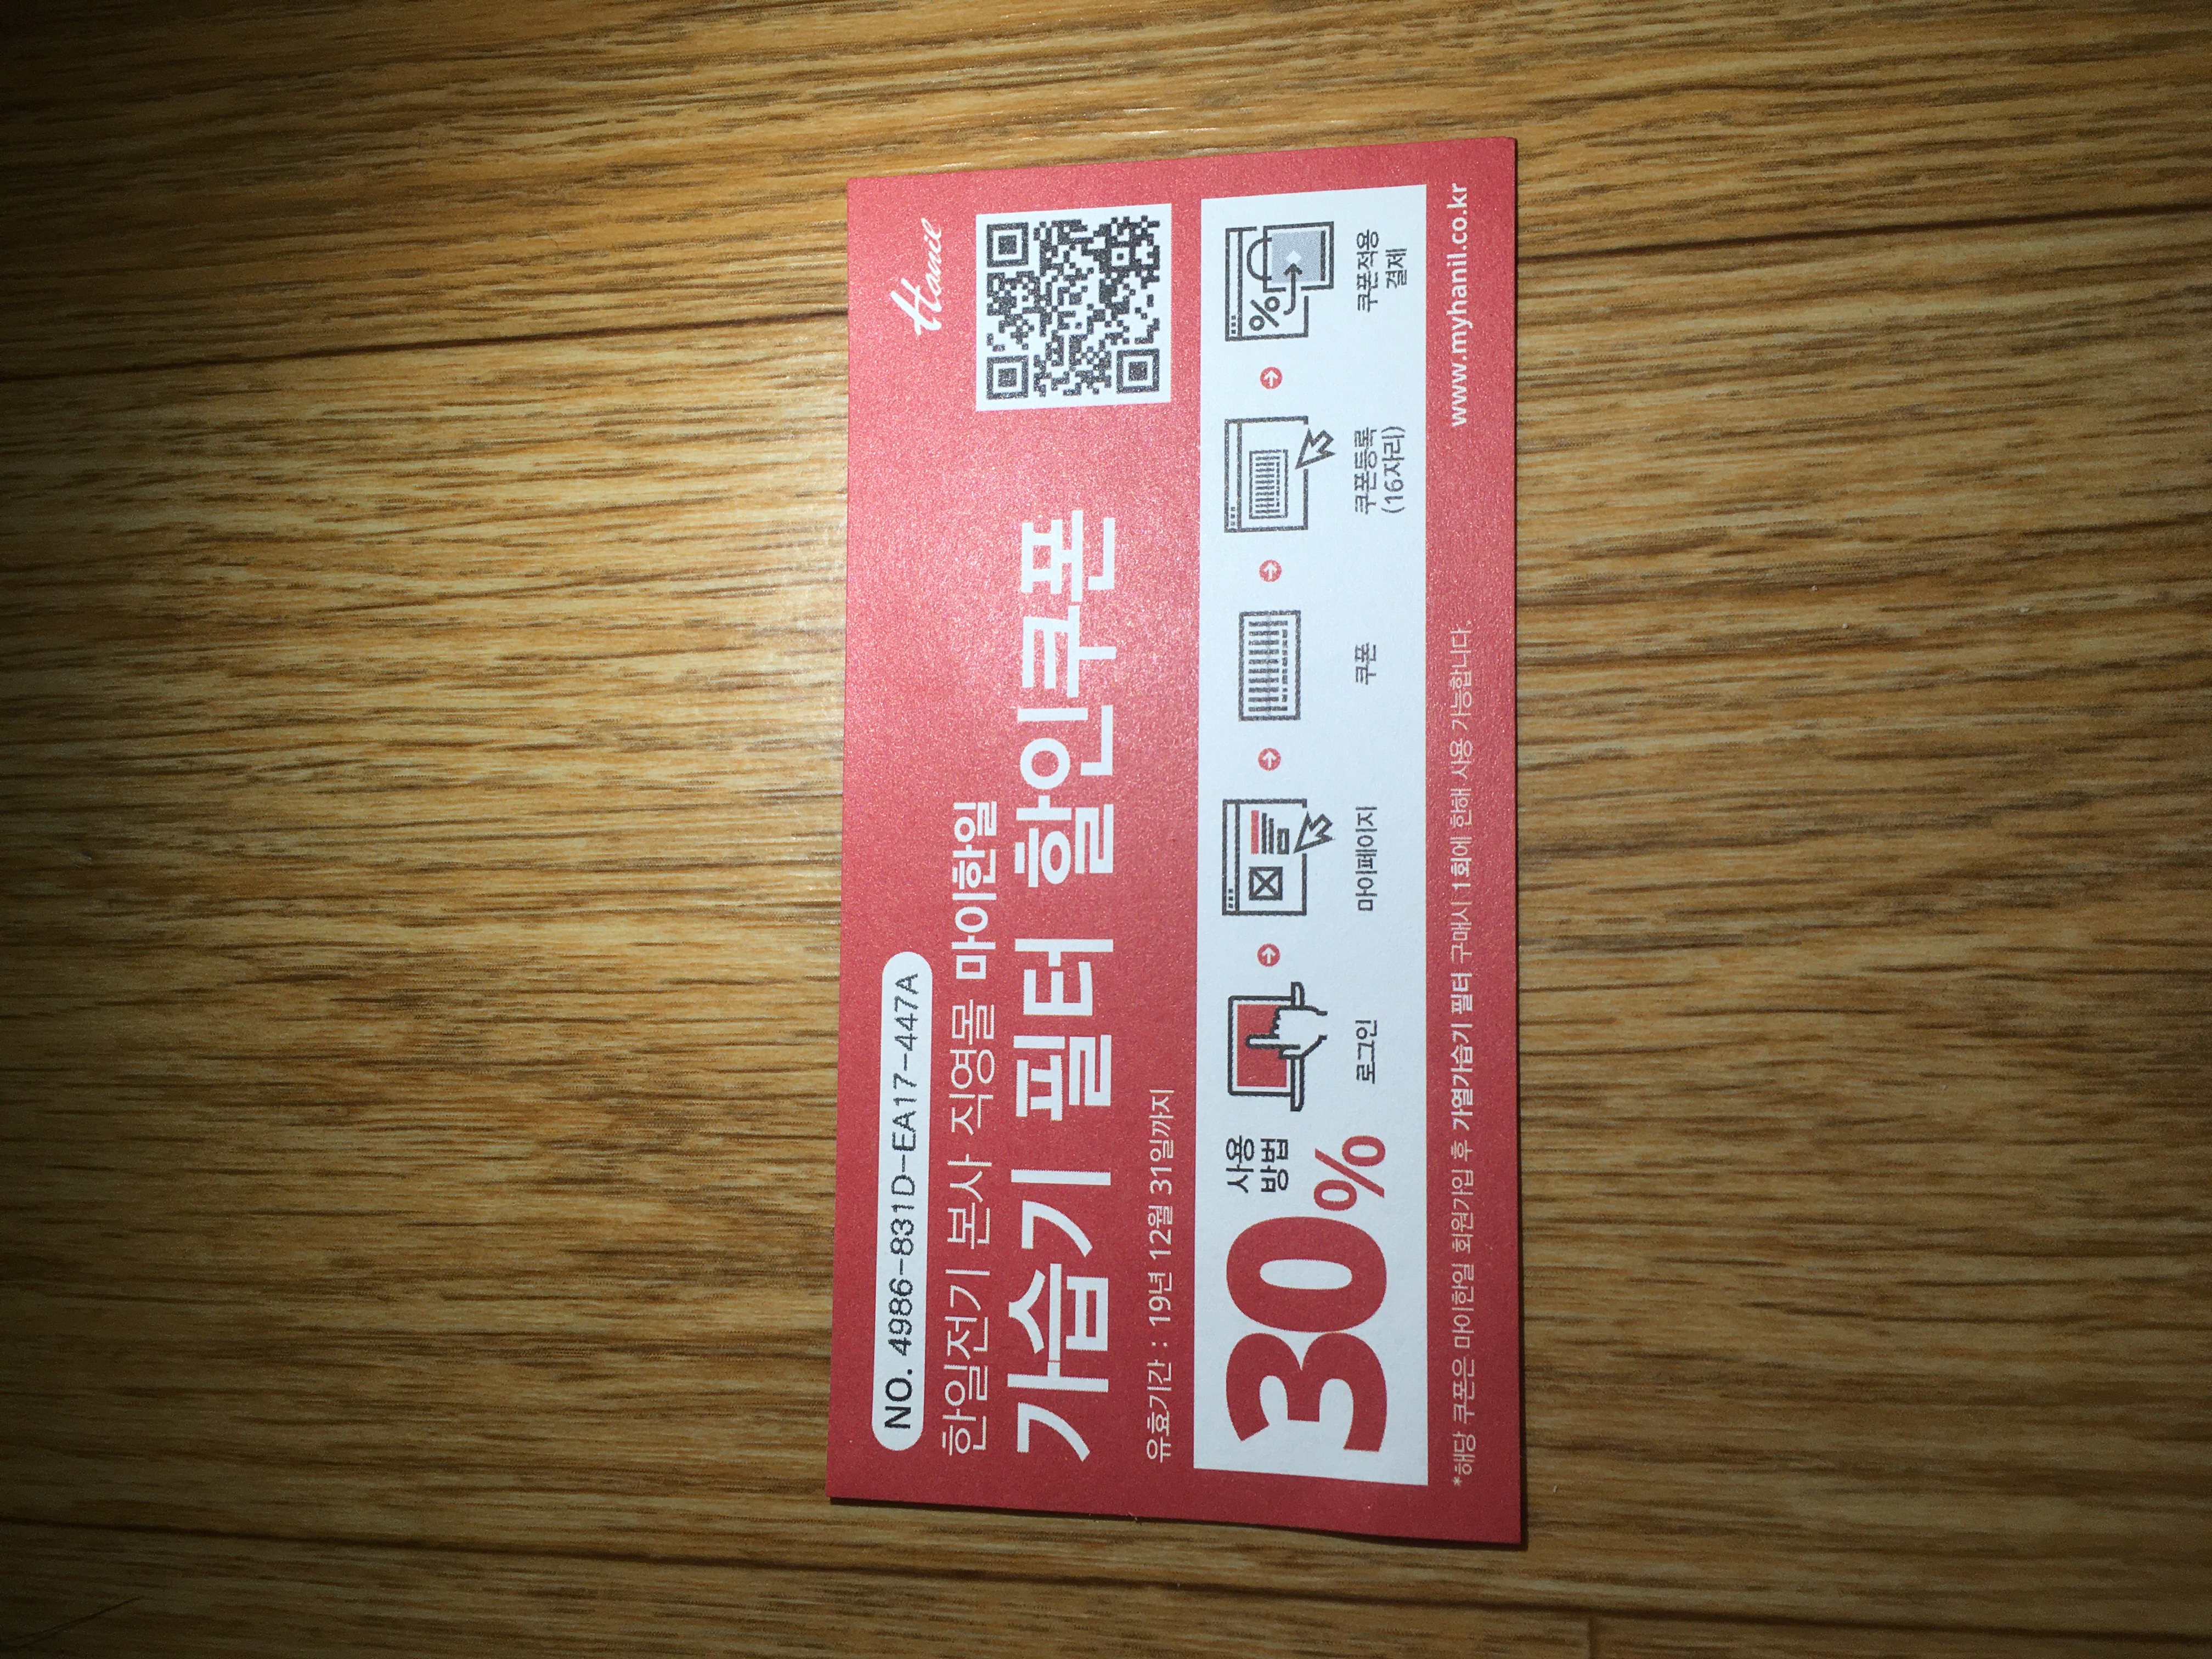 NO. 4986-831D-EA17-447A
Hanil
한일전기 본사 직영몰 마이한일
가습기 필터 할인쿠폰
유효기간 : 19년 12월 31일까지
30%
사용
방법
로그인
마이페이지
쿠폰
쿠폰등록
(16자리)
쿠폰적용
결제
*해당 쿠폰은 마이한일 회원가입 후 가열가습기 필터 구매시 1회에 한해 사용 가능합니다.
www.myhanil.co.kr